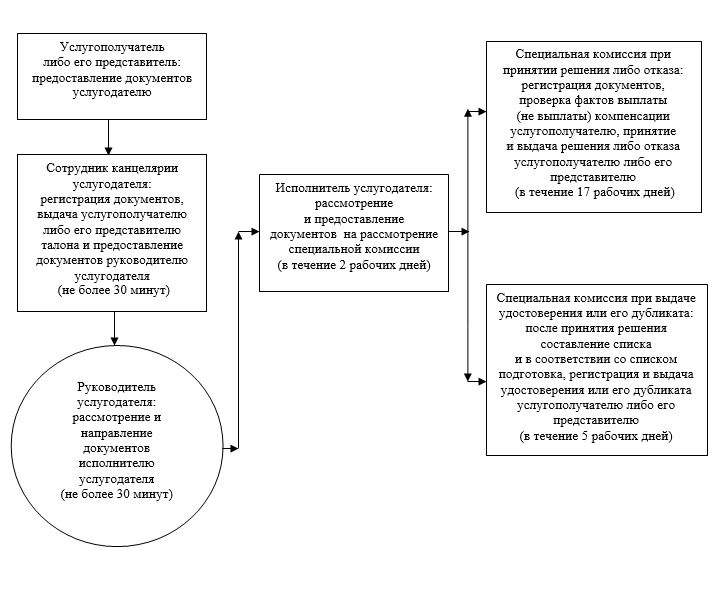 Услугополучатель
либо его представитель:
предоставление документов
услугодателю
Сотрудник канцелярии
услугодателя:
регистрация документов,
выдача услугополучателю
либо его представителю
талона и предоставление
документов руководителю
услугодателя
(не более 30 минут)
Руководитель
услугодателя:
рассмотрение и
направление
документов
исполнителю
услугодателя
(не более 30 минут)
Исполнитель услугодателя:
рассмотрение
и предоставление
документов на рассмотрение
специальной комиссии
(в течение 2 рабочих дней)
Специальная комиссия при
принятии решения либо отказа:
регистрация документов,
проверка фактов выплаты
(не выплаты) компенсации
услугополучателю, принятие
и выдача решения либо отказа
услугополучателю либо его
представителю
(в течение 17 рабочих дней)
Специальная комиссия при выдаче
удостоверения или его дубликата:
после принятия решения
составление списка
и в соответствии со списком
подготовка, регистрация и выдача
удостоверения или его дубликата
услугополучателю либо его
представителю
(в течение 5 рабочих дней)